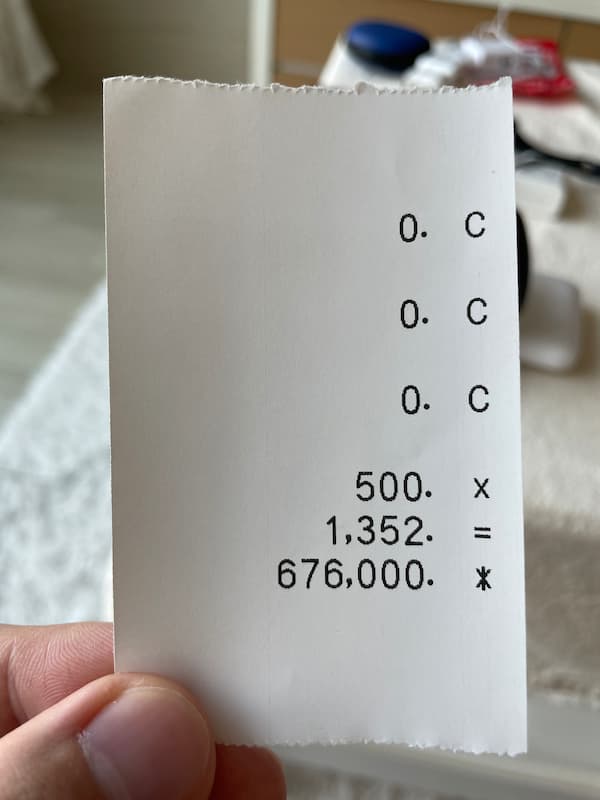 0. C
0. C
0. C
500. x
1,352. =
676,000. *